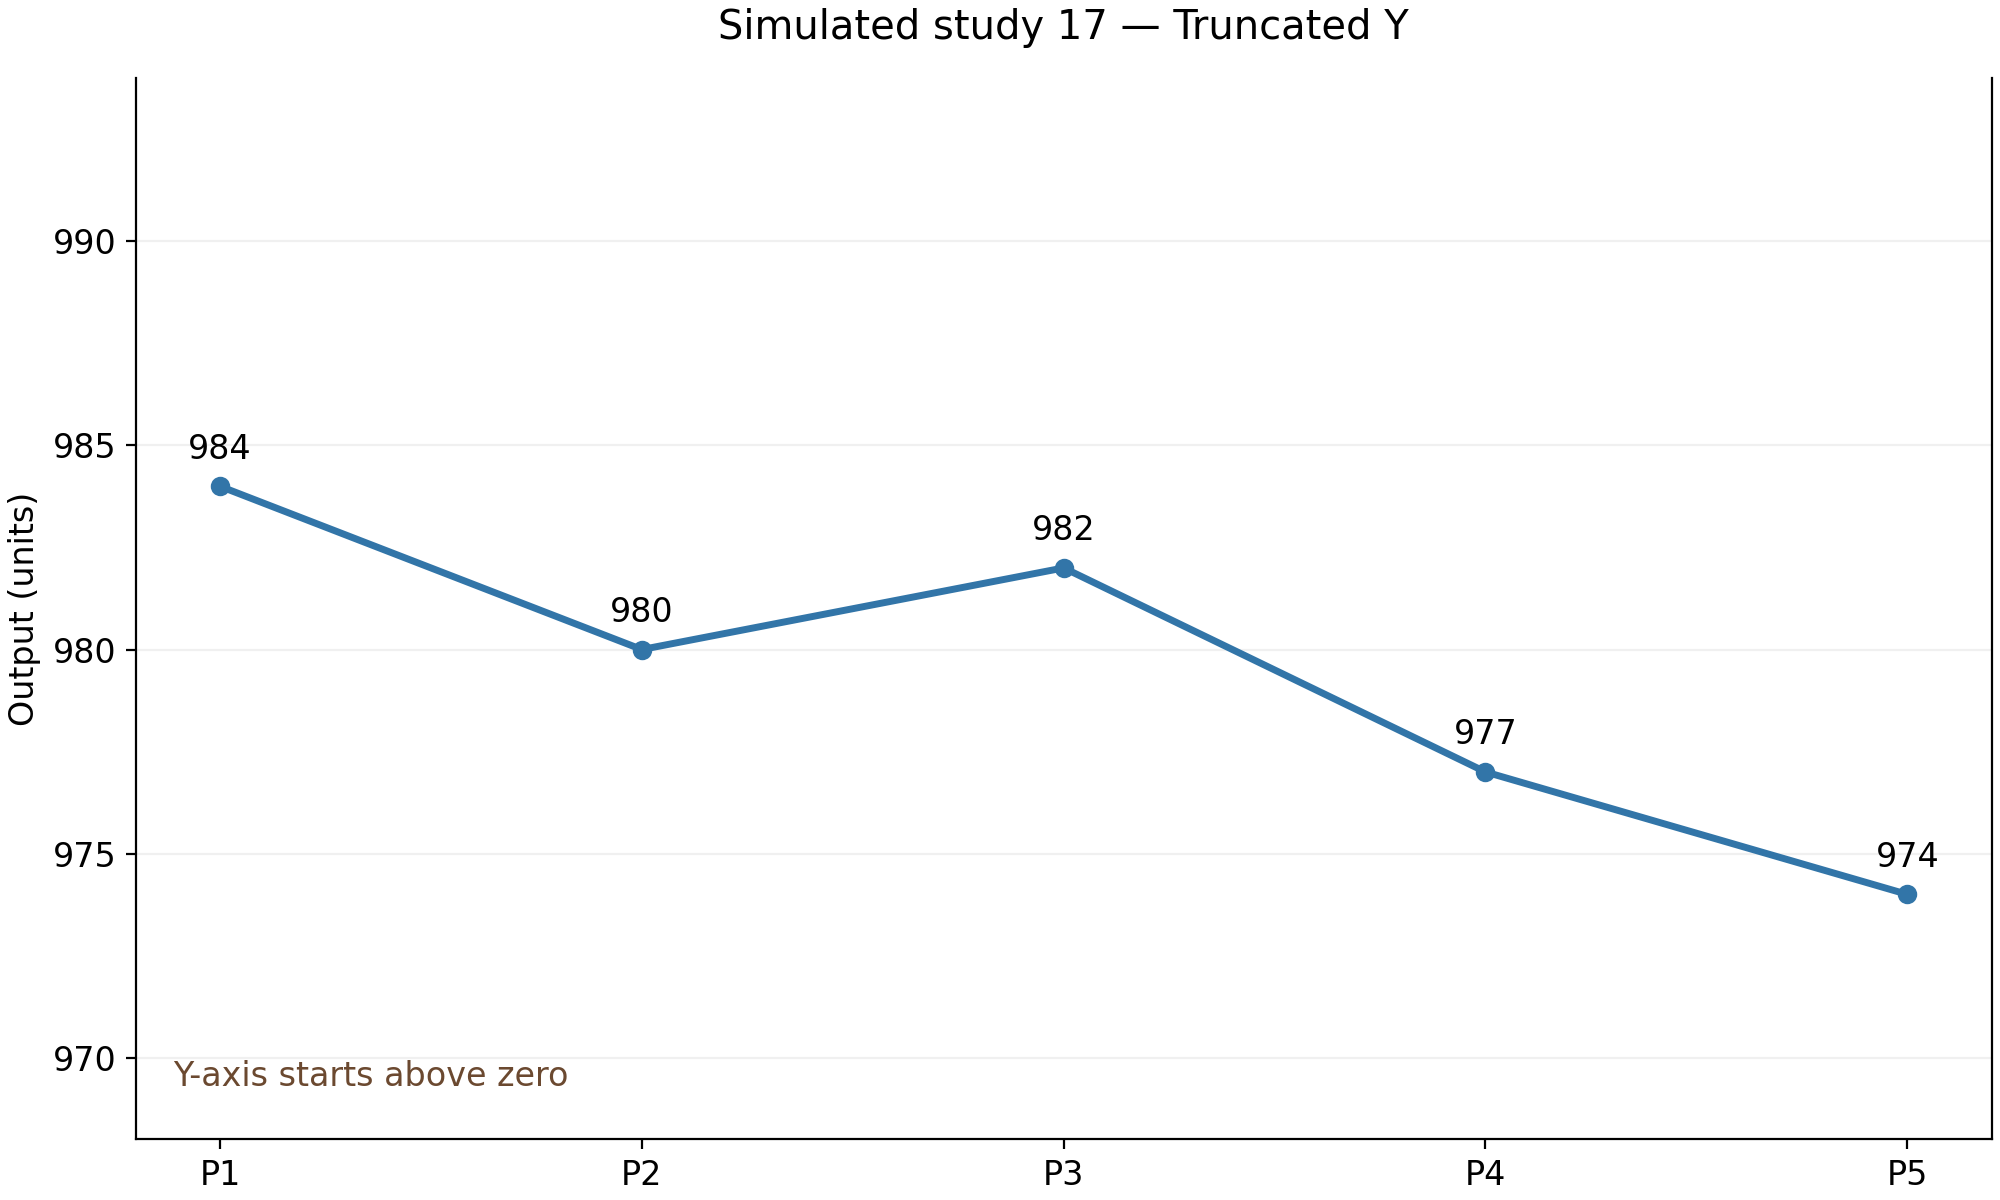 Simulated study 17 — Truncated Y
Output (units)
990
985
980
975
970
984
980
982
977
974
Y-axis starts above zero
P1 P2 P3 P4 P5